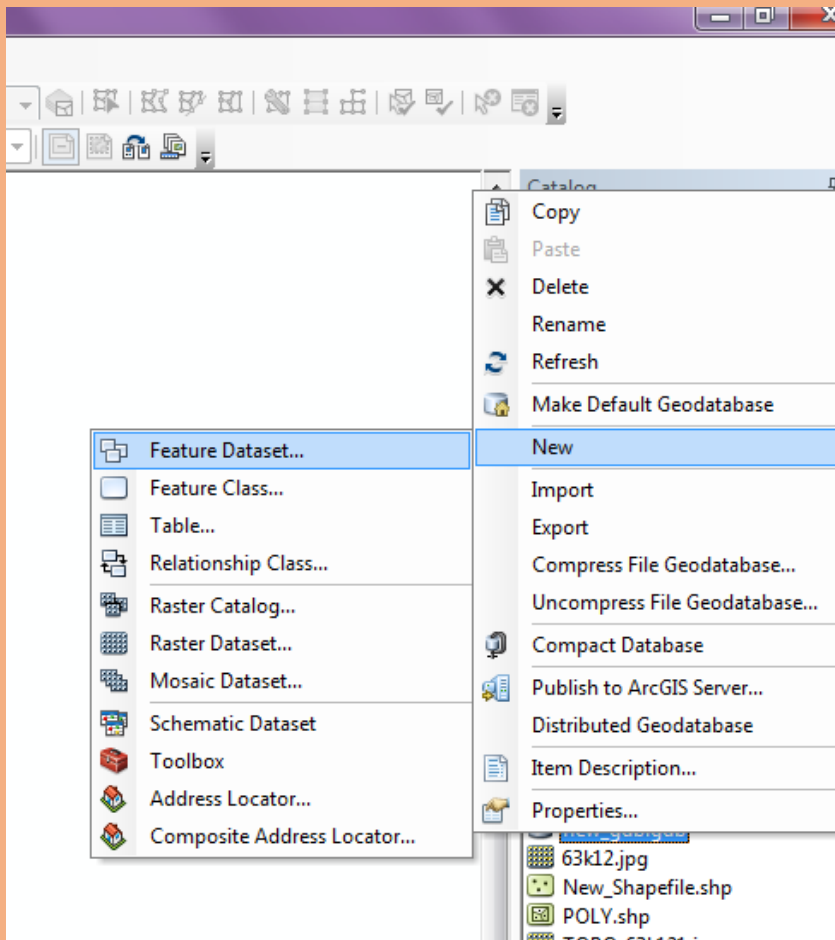 Catalog
Copy
Paste
Delete
Rename
Refresh
Make Default Geodatabase
New
Import
Export
Compress File Geodatabase...
Uncompress File Geodatabase...
Compact Database
Publish to ArcGIS Server...
Distributed Geodatabase
Item Description...
Properties...
Feature Dataset...
Feature Class...
Table...
Relationship Class...
Raster Catalog...
Raster Dataset...
Mosaic Dataset...
Schematic Dataset
Toolbox
Address Locator...
Composite Address Locator...
63k12.jpg
New_Shapefile.shp
POLY.shp